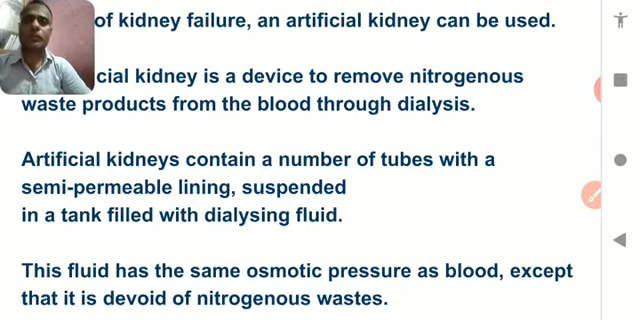 of kidney failure, an artificial kidney can be used.
cial kidney is a device to remove nitrogenous
waste products from the blood through dialysis.
Artificial kidneys contain a number of tubes with a
semi-permeable lining, suspended
in a tank filled with dialysing fluid.
This fluid has the same osmotic pressure as blood, except
that it is devoid of nitrogenous wastes.